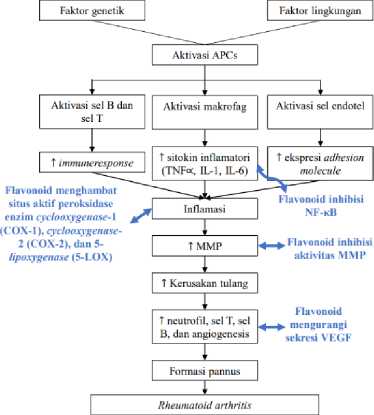 Faktor genetik
Faktor lingkungan
Aktivasi APCs
Aktivasi sel B dan
sel T
Aktivasi makrofag
Aktivasi sel endotel
↑ immuneresponse
↑ sitokin inflamatori
(TNFα, IL-1, IL-6)
↑ ekspresi adhesion
molecule
Flavonoid menghambat
situs aktif peroksidase
enzim cyclooxygenase-1
(COX-1), cyclooxygenase-
2 (COX-2), dan 5-
lipoxygenase (5-LOX)
Flavonoid inhibisi
NF-κB
Inflamasi
↑ MMP
Flavonoid inhibisi
aktivitas MMP
↑ Kerusakan tulang
↑ neutrofil, sel T, sel
B, dan angiogenesis
Flavonoid
mengurangi
sekresi VEGF
Formasi pannus
Rheumatoid arthritis